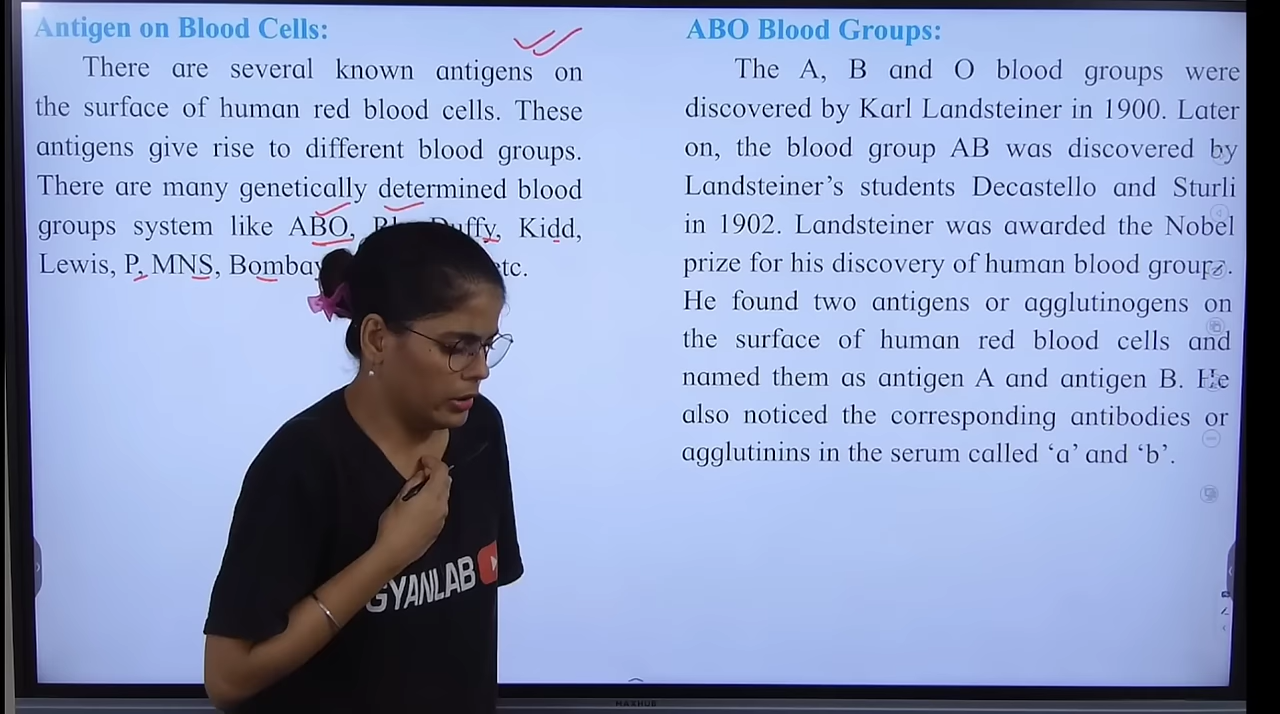 Antigen on Blood Cells:
There are several known antigens on
the surface of human red blood cells. These
antigens give rise to different blood groups.
There are many genetically determined blood
groups system like ABO, Duffy, Kidd,
Lewis, P, MNS, Bombay etc.
ABO Blood Groups:
The A, B and O blood groups were
discovered by Karl Landsteiner in 1900. Later
on, the blood group AB was discovered by
Landsteiner's students Decastello and Sturli
in 1902. Landsteiner was awarded the Nobel
prize for his discovery of human blood groups.
He found two antigens or agglutinogens on
the surface of human red blood cells and
named them as antigen A and antigen B. He
also noticed the corresponding antibodies or
agglutinins in the serum called ‘a’ and ‘b’.
GYANLAB
MAXHUB